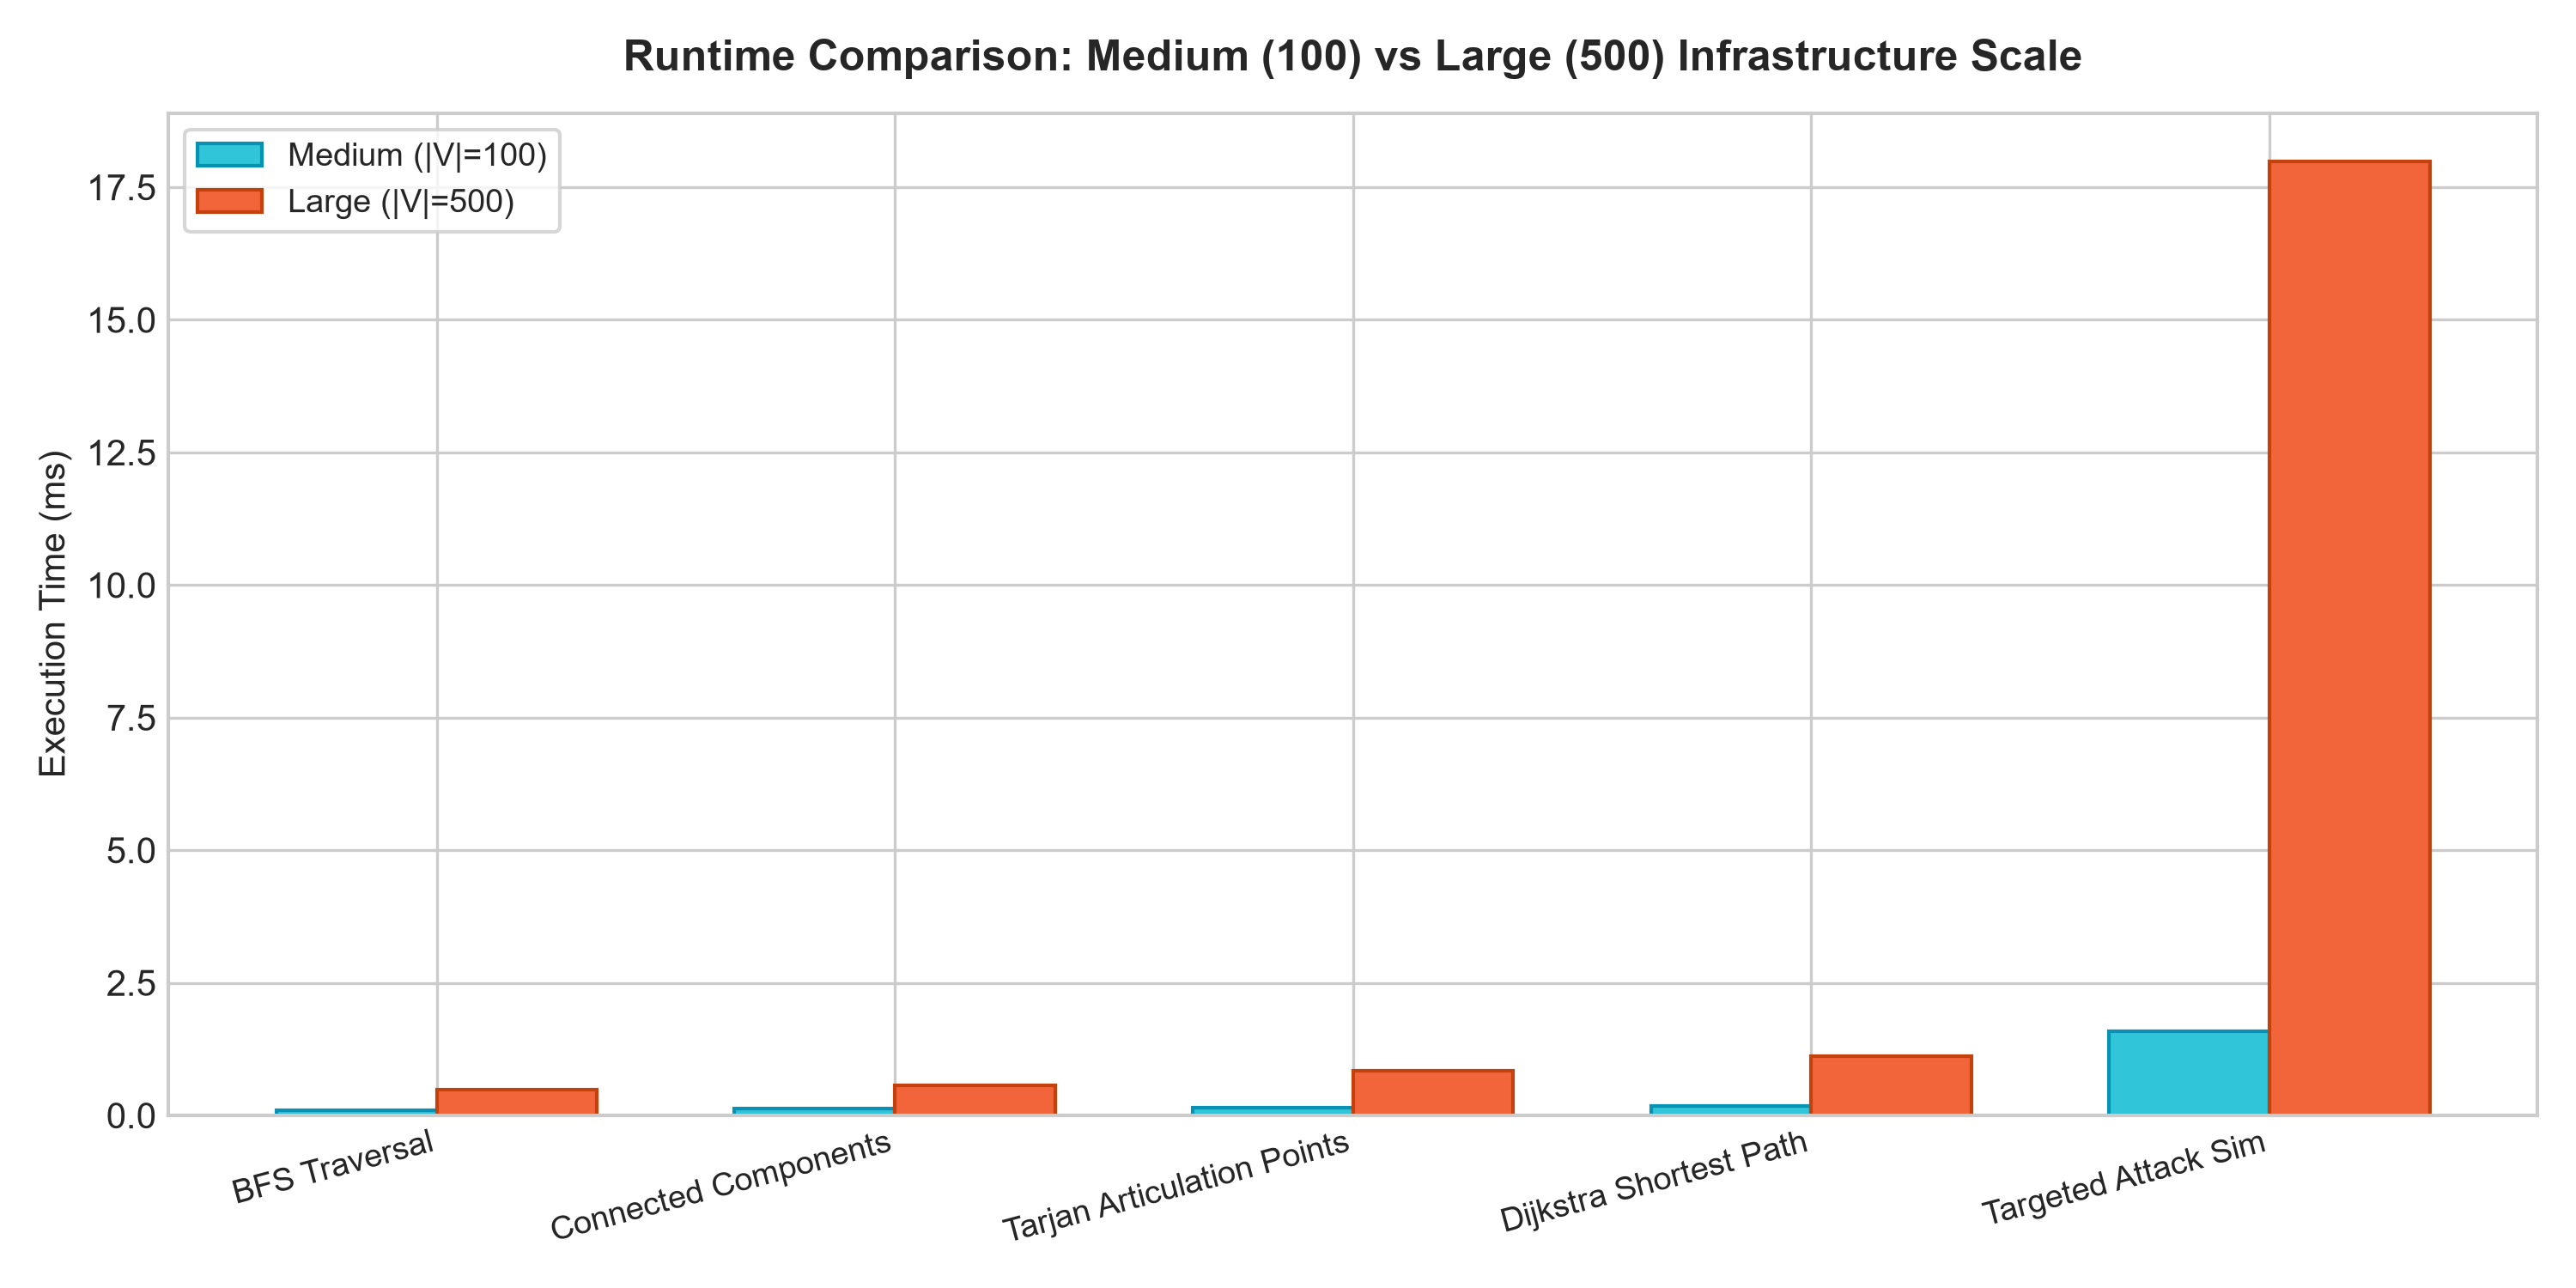 Runtime Comparison: Medium (100) vs Large (500) Infrastructure Scale
Medium (|V|=100)
Large (|V|=500)
Execution Time (ms)
17.5
15.0
12.5
10.0
7.5
5.0
2.5
0.0
BFS Traversal
Connected Components
Tarjan Articulation Points
Dijkstra Shortest Path
Targeted Attack Sim